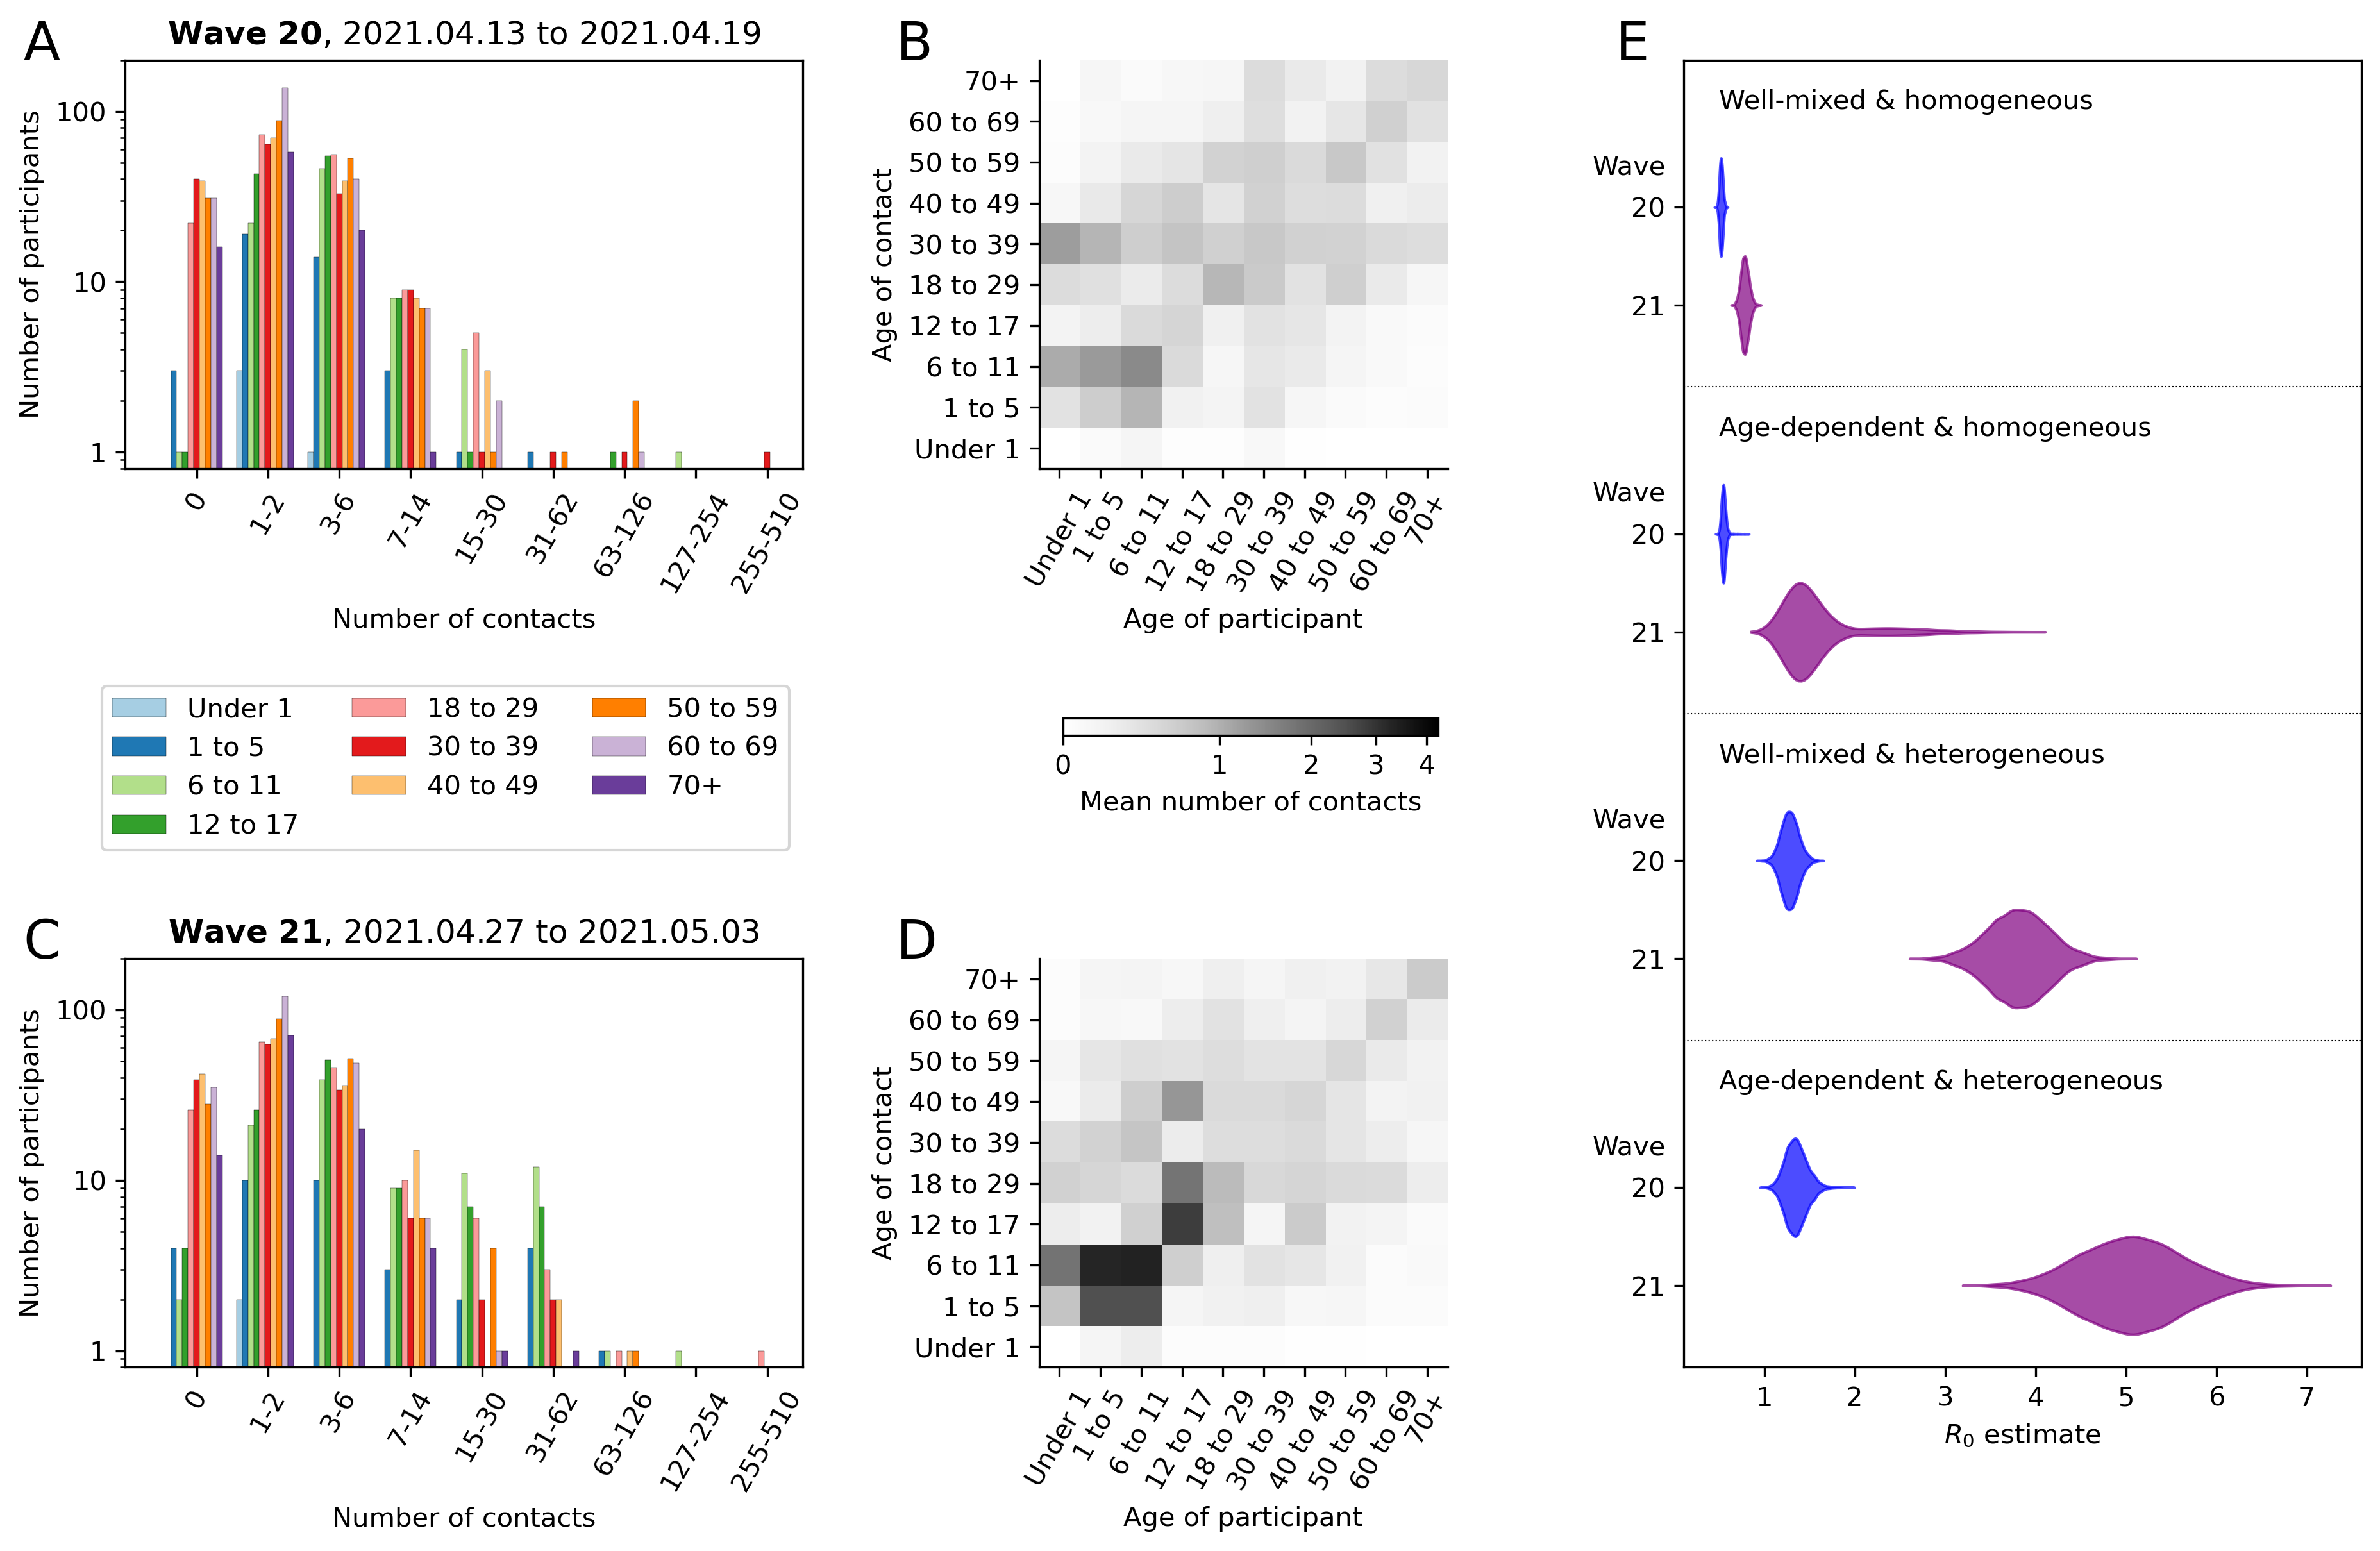 A
Wave 20, 2021.04.13 to 2021.04.19
Number of participants
100
10
1
0
1-2
3-6
7-14
15-30
31-62
63-126
127-254
255-510
Number of contacts
B
Age of contact
70+
60 to 69
50 to 59
40 to 49
30 to 39
18 to 29
12 to 17
6 to 11
1 to 5
Under 1
Under 1
1 to 5
6 to 11
12 to 17
18 to 29
30 to 39
40 to 49
50 to 59
60 to 69
70+
Age of participant
Under 1
1 to 5
6 to 11
12 to 17
18 to 29
30 to 39
40 to 49
50 to 59
60 to 69
70+
0 1 2 3 4
Mean number of contacts
C
Wave 21, 2021.04.27 to 2021.05.03
Number of participants
100
10
1
0
1-2
3-6
7-14
15-30
31-62
63-126
127-254
255-510
Number of contacts
D
Age of contact
70+
60 to 69
50 to 59
40 to 49
30 to 39
18 to 29
12 to 17
6 to 11
1 to 5
Under 1
Under 1
1 to 5
6 to 11
12 to 17
18 to 29
30 to 39
40 to 49
50 to 59
60 to 69
70+
Age of participant
E
Well-mixed & homogeneous
Wave
20
21
Age-dependent & homogeneous
Wave
20
21
Well-mixed & heterogeneous
Wave
20
21
Age-dependent & heterogeneous
Wave
20
21
1 2 3 4 5 6 7
R₀ estimate